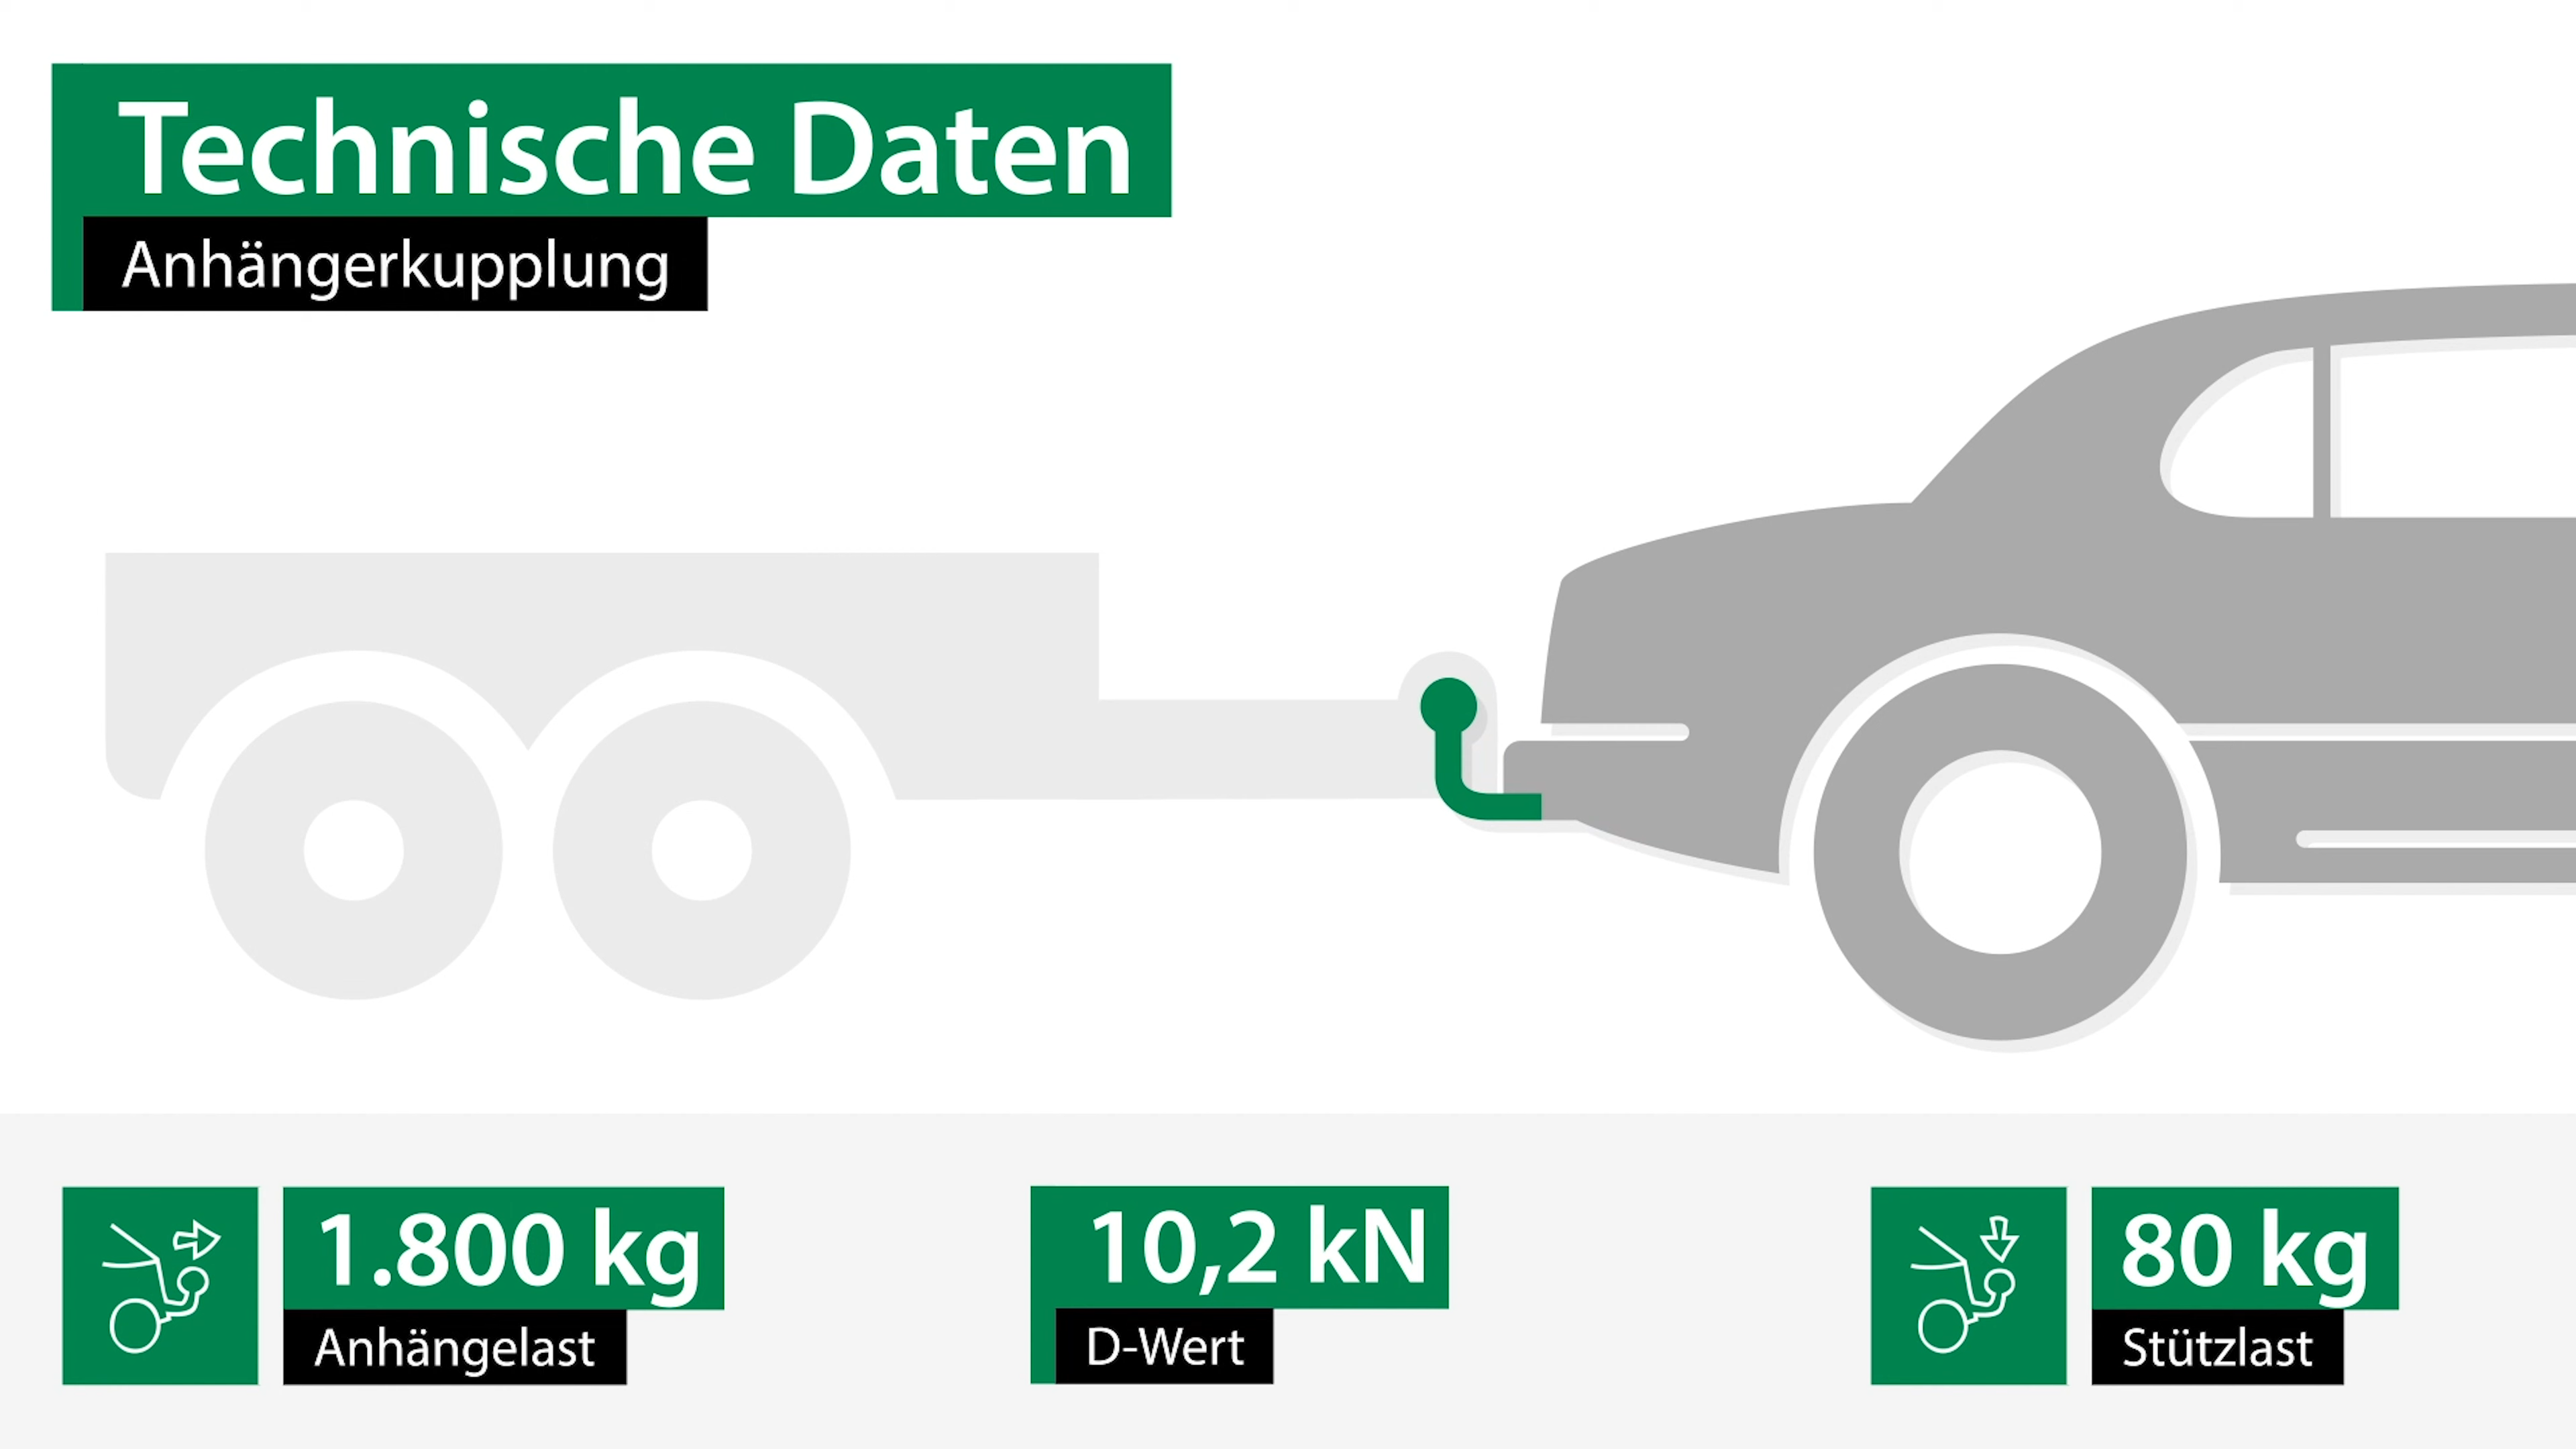 Technische Daten
Anhängerkupplung
1.800 kg
Anhängelast
10,2 kN
D-Wert
80 kg
Stützlast